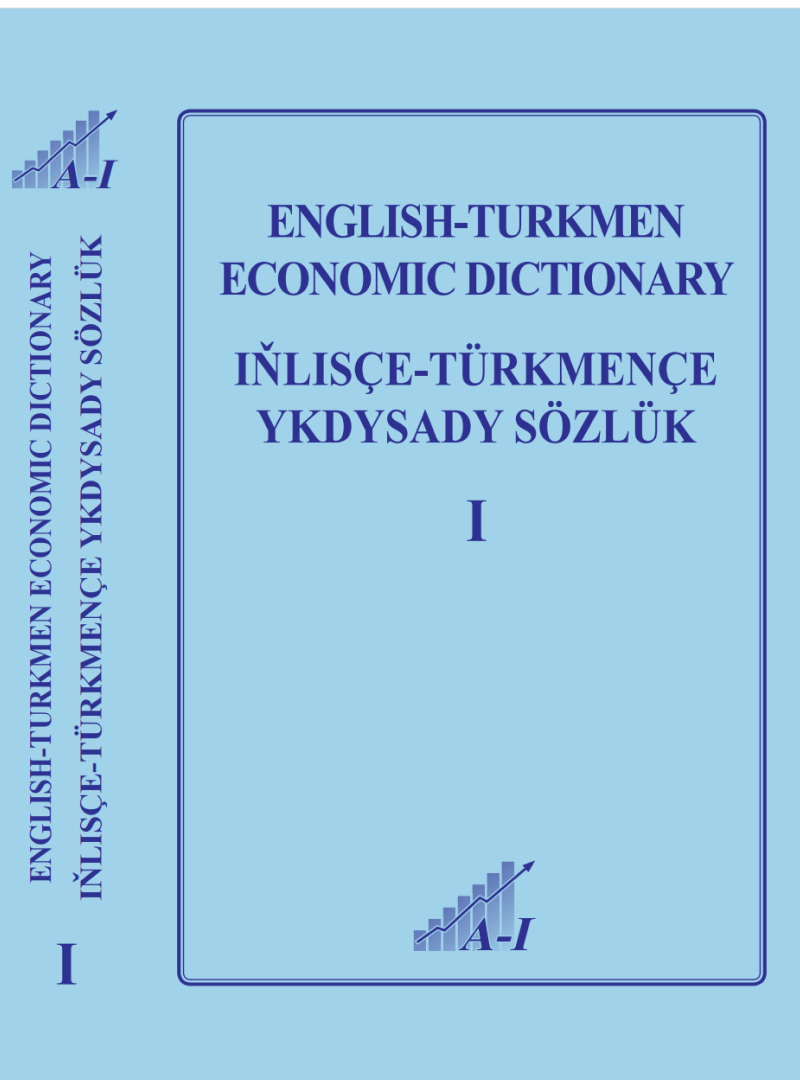 A-I
ENGLISH-TURKMEN ECONOMIC DICTIONARY
IŇLISÇE-TÜRKMENÇE YKDYSADY SÖZLÜK
I
ENGLISH-TURKMEN
ECONOMIC DICTIONARY
IŇLISÇE-TÜRKMENÇE
YKDYSADY SÖZLÜK
I
A-I